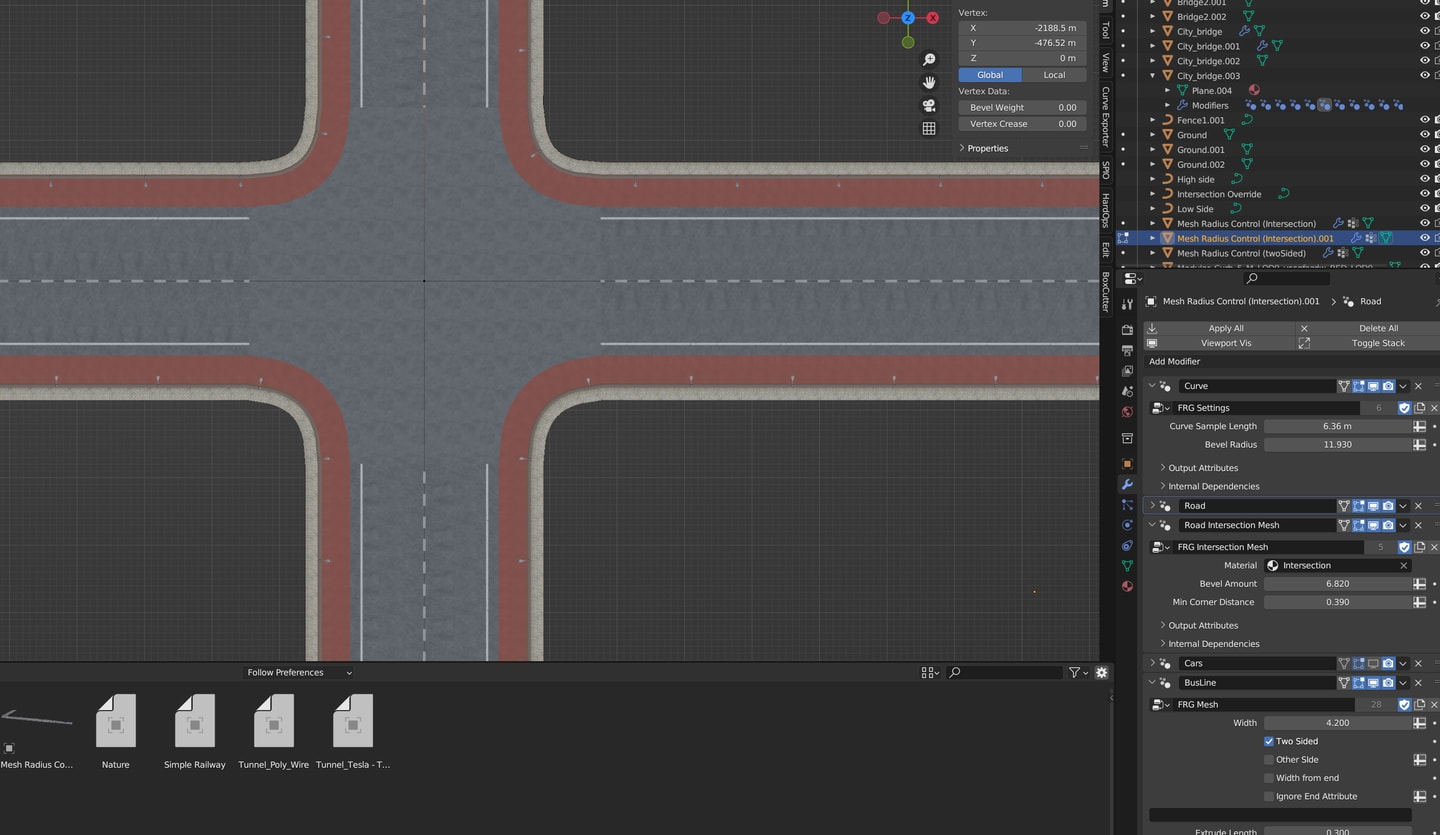 Vertex:
X -2188.5 m
Y -476.52 m
Z 0 m
Global Local
Vertex Data:
Bevel Weight 0.00
Vertex Crease 0.00
Properties
Z
X
Tool
View
Curve Exporter
SPIO
HardOps
Edit
BoxCutter
Bridge2.001
Bridge2.002
City_bridge
City_bridge.001
City_bridge.002
City_bridge.003
Plane.004
Modifiers
Fence1.001
Ground
Ground.001
Ground.002
High side
Intersection Override
Low Side
Mesh Radius Control (Intersection)
Mesh Radius Control (Intersection).001
Mesh Radius Control (twoSided)
Mesh Radius Control (Intersection).001 Road
Apply All Delete All
Viewport Vis Toggle Stack
Add Modifier
Curve
FRG Settings 6
Curve Sample Length 6.36 m
Bevel Radius 11.930
Output Attributes
Internal Dependencies
Road
Road Intersection Mesh
FRG Intersection Mesh 5
Material Intersection
Bevel Amount 6.820
Min Corner Distance 0.390
Output Attributes
Internal Dependencies
Cars
BusLine
FRG Mesh 28
Width 4.200
Two Sided
Other SIde
Width from end
Ignore End Attribute
Extrude Length 0.300
Follow Preferences
Mesh Radius Co...
Nature
Simple Railway
Tunnel_Poly_Wire
Tunnel_Tesla - T...